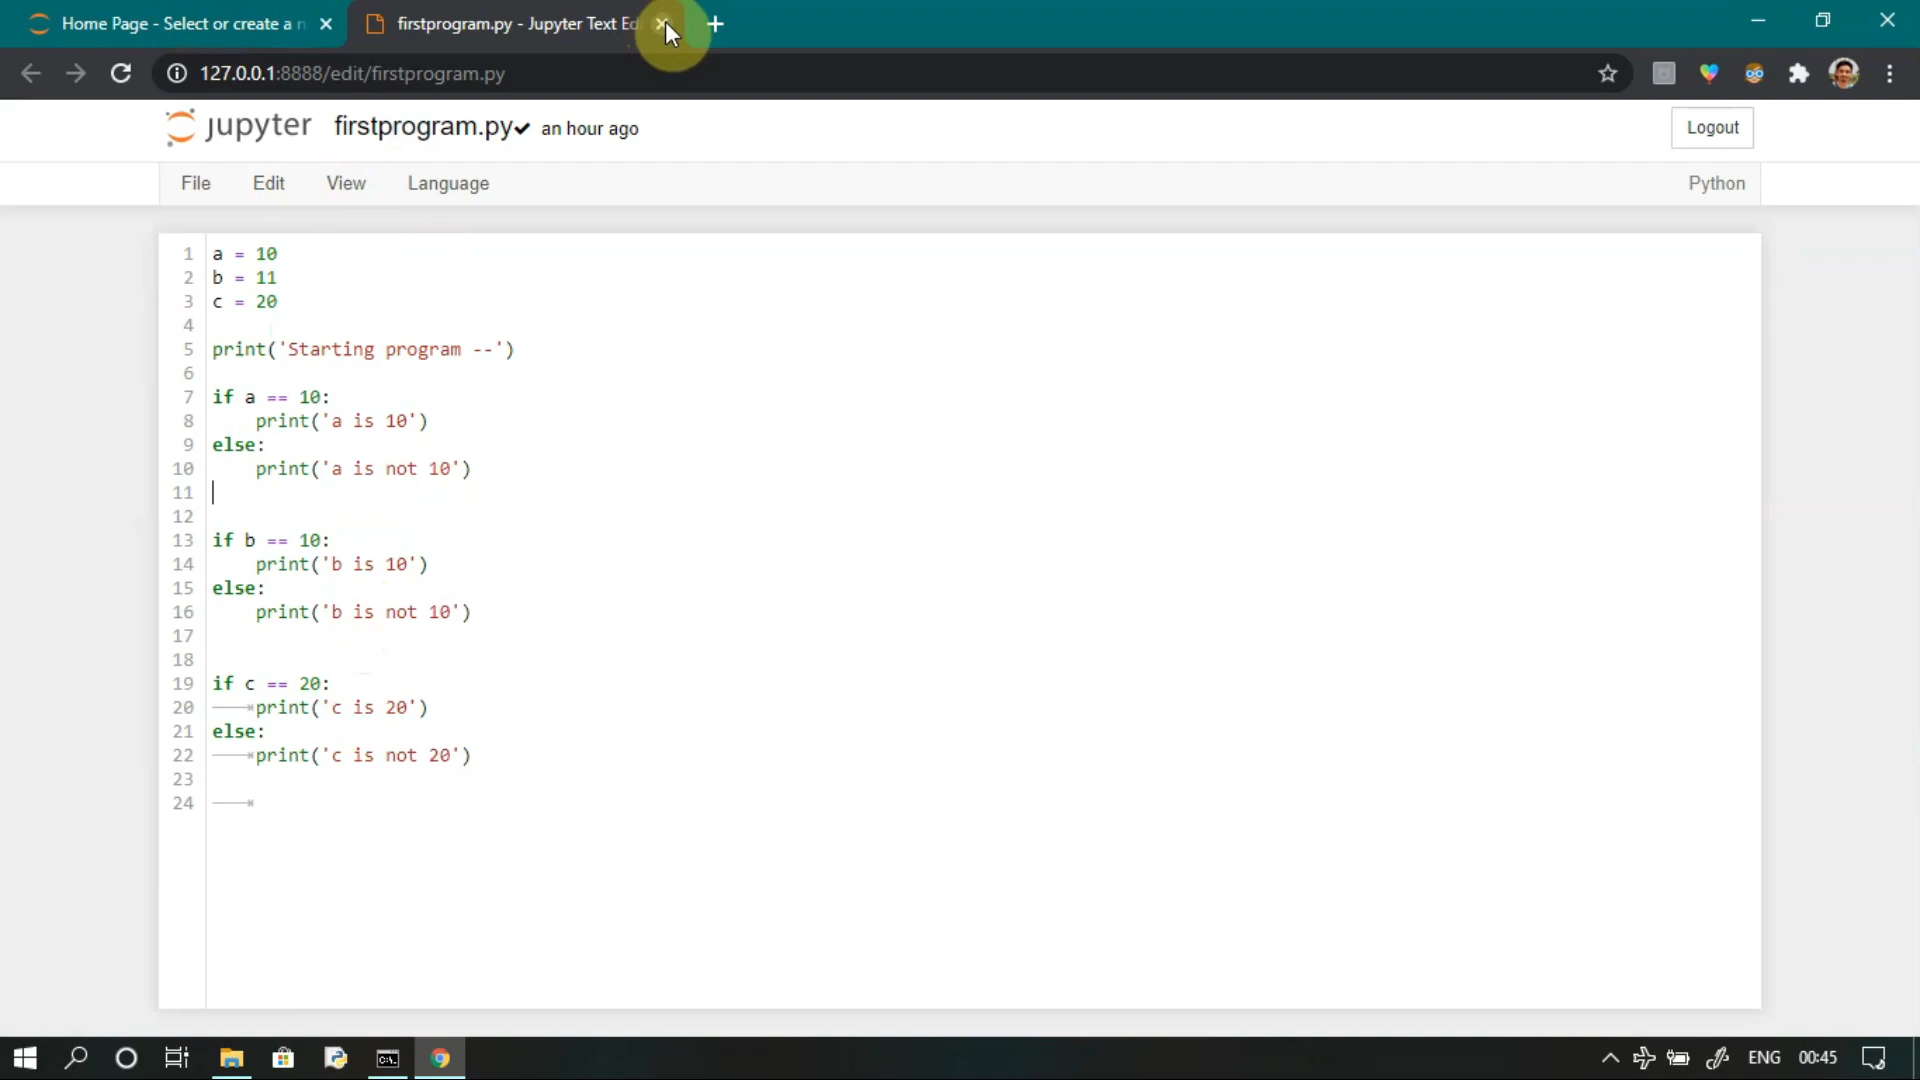 Home Page - Select or create a n
firstprogram.py - Jupyter Text Ed
127.0.0.1:8888/edit/firstprogram.py
jupyter firstprogram.py an hour ago
Logout
File Edit View Language Python
1 a = 10
2 b = 11
3 c = 20
4
5 print('Starting program --')
6
7 if a == 10:
8 print('a is 10')
9 else:
10 print('a is not 10')
11
12
13 if b == 10:
14 print('b is 10')
15 else:
16 print('b is not 10')
17
18
19 if c == 20:
20 print('c is 20')
21 else:
22 print('c is not 20')
23
24
C:\.
ENG 00:45